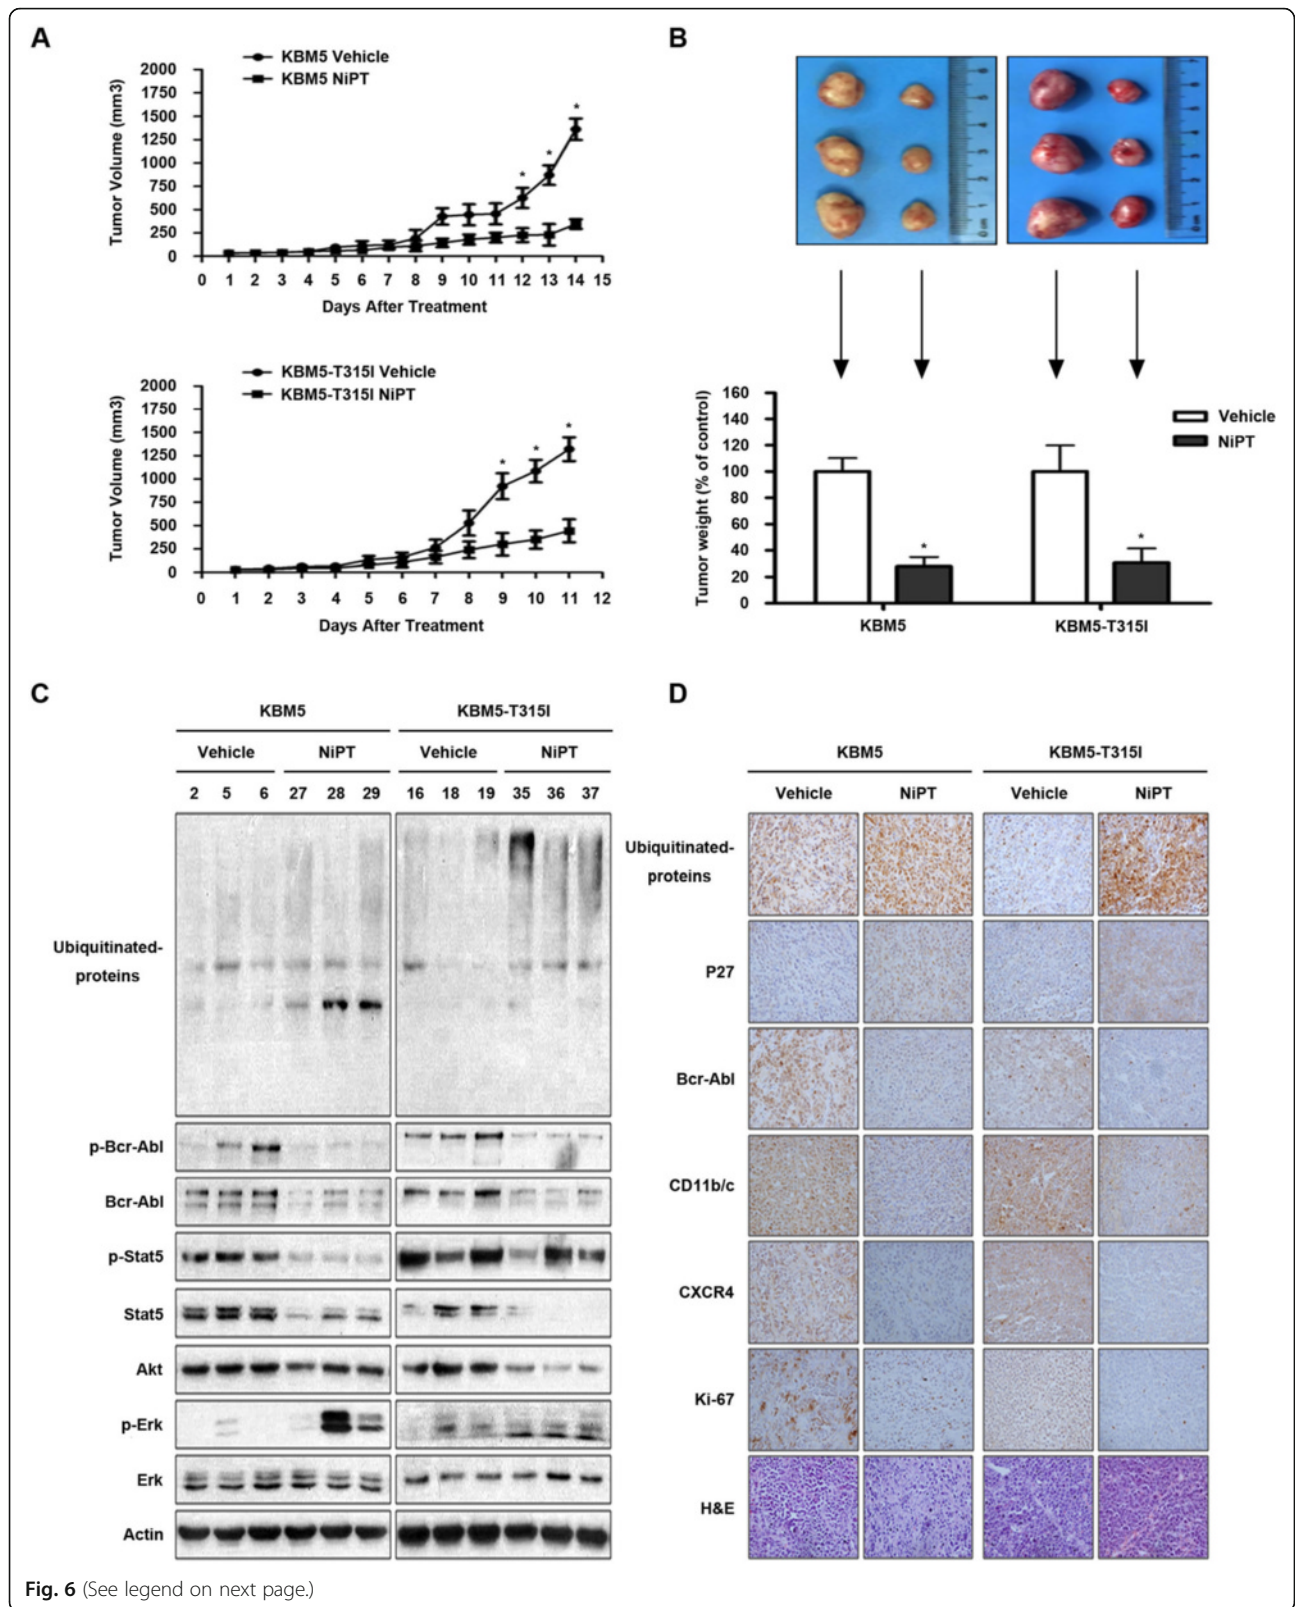 A
KBM5 Vehicle
KBM5 NiPT
2000
1750
1500
1250
1000
750
500
250
0
Tumor Volume (mm3)
* * *
0 1 2 3 4 5 6 7 8 9 10 11 12 13 14 15
Days After Treatment
KBM5-T315I Vehicle
KBM5-T315I NiPT
2000
1750
1500
1250
1000
750
500
250
0
Tumor Volume (mm3)
* * *
0 1 2 3 4 5 6 7 8 9 10 11 12
Days After Treatment
B
160
140
120
100
80
60
40
20
0
Tumor weight (% of control)
Vehicle
NiPT
* *
KBM5 KBM5-T315I
C
KBM5 KBM5-T315I
Vehicle NiPT Vehicle NiPT
2 5 6 27 28 29 16 18 19 35 36 37
Ubiquitinated-
proteins
p-Bcr-Abl
Bcr-Abl
p-Stat5
Stat5
Akt
p-Erk
Erk
Actin
D
KBM5 KBM5-T315I
Vehicle NiPT Vehicle NiPT
Ubiquitinated-
proteins
P27
Bcr-Abl
CD11b/c
CXCR4
Ki-67
H&E
Fig. 6 (See legend on next page.)